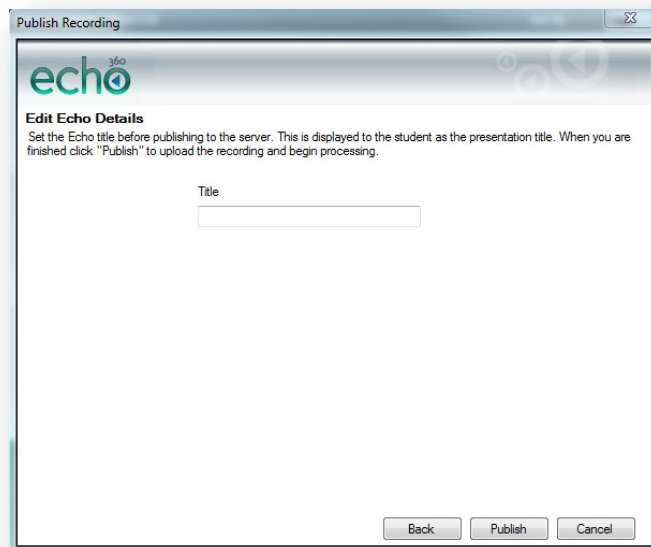 Publish Recording
echo360
Edit Echo Details
Set the Echo title before publishing to the server. This is displayed to the student as the presentation title. When you are
finished click "Publish" to upload the recording and begin processing.
Title
Back Publish Cancel